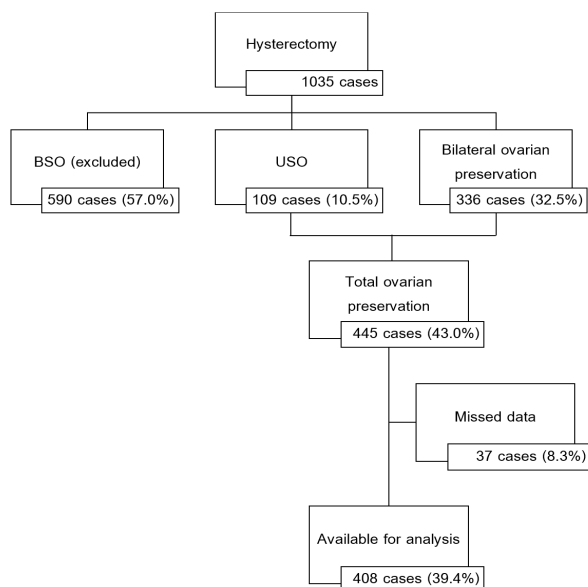 Hysterectomy
1035 cases
BSO (excluded)
590 cases (57.0%)
USO
109 cases (10.5%)
Bilateral ovarian
preservation
336 cases (32.5%)
Total ovarian
preservation
445 cases (43.0%)
Missed data
37 cases (8.3%)
Available for analysis
408 cases (39.4%)